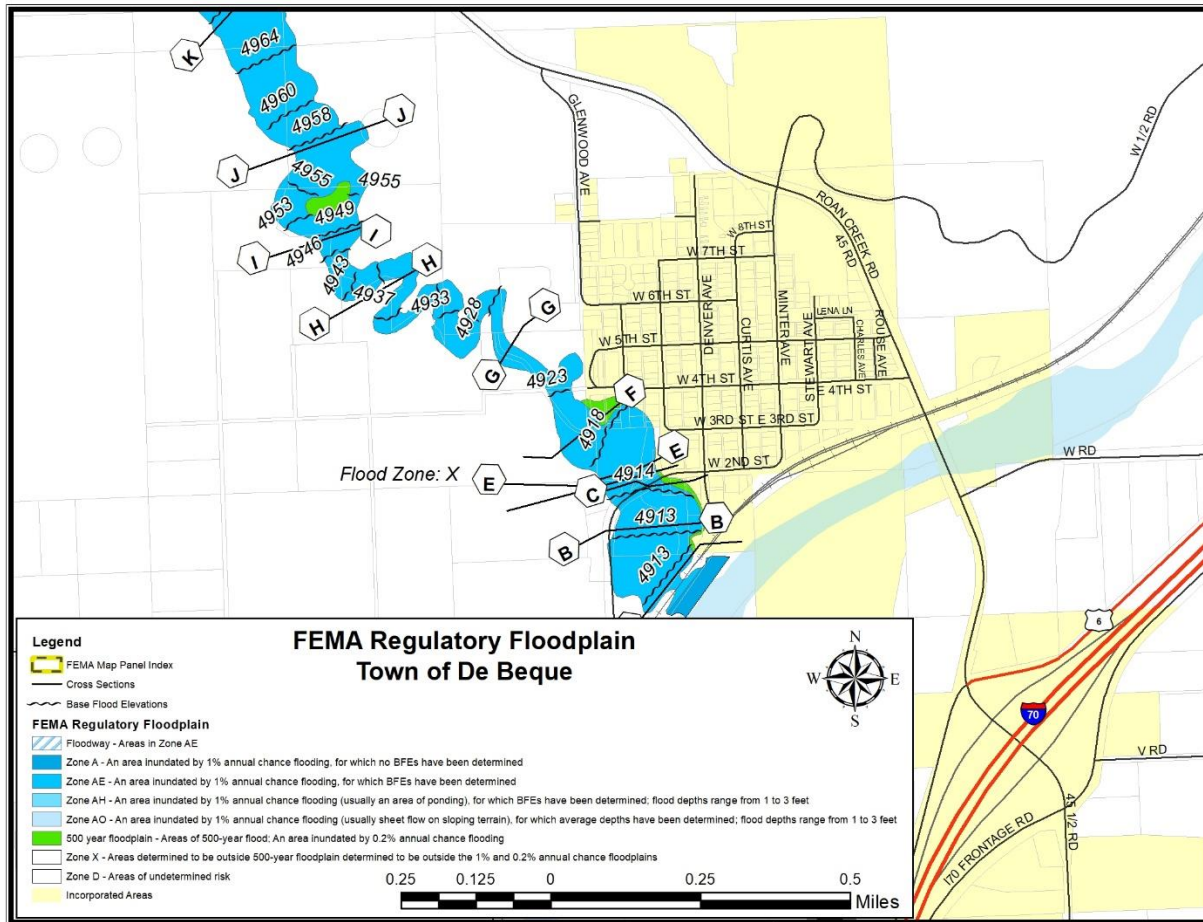 K
4964
4960
4958
J
J
4955
4955
4953
4949
I
4946
I
4943
H
4937
H
4933
4928
G
G
4923
F
4918
E
E
4914
C
B
4913
B
4913
Flood Zone: X
GLENWOOD AVE
W 1/2 RD
ROAN CREEK RD
45 RD
W 8TH ST
W 7TH ST
W 6TH ST
DENVER AVE
CURTIS AVE
MINTER AVE
STEWART AVE
LENA LN
CHARLES AVE
ROUSE AVE
W 5TH ST
W 4TH ST
E 4TH ST
W 3RD ST E 3RD ST
W 2ND ST
W RD
6
70
V RD
45 1/2 RD
I70 FRONTAGE RD
Legend
FEMA Map Panel Index
Cross Sections
Base Flood Elevations
FEMA Regulatory Floodplain
Town of De Beque
N
W E
S
FEMA Regulatory Floodplain
Floodway - Areas in Zone AE
Zone A - An area inundated by 1% annual chance flooding, for which no BFEs have been determined
Zone AE - An area inundated by 1% annual chance flooding, for which BFEs have been determined
Zone AH - An area inundated by 1% annual chance flooding (usually an area of ponding), for which BFEs have been determined; flood depths range from 1 to 3 feet
Zone AO - An area inundated by 1% annual chance flooding (usually sheet flow on sloping terrain), for which average depths have been determined; flood depths range from 1 to 3 feet
500 year floodplain - Areas of 500-year flood; An area inundated by 0.2% annual chance flooding
Zone X - Areas determined to be outside 500-year floodplain determined to be outside the 1% and 0.2% annual chance floodplains
Zone D - Areas of undetermined risk
Incorporated Areas
0.25 0.125 0 0.25 0.5
Miles